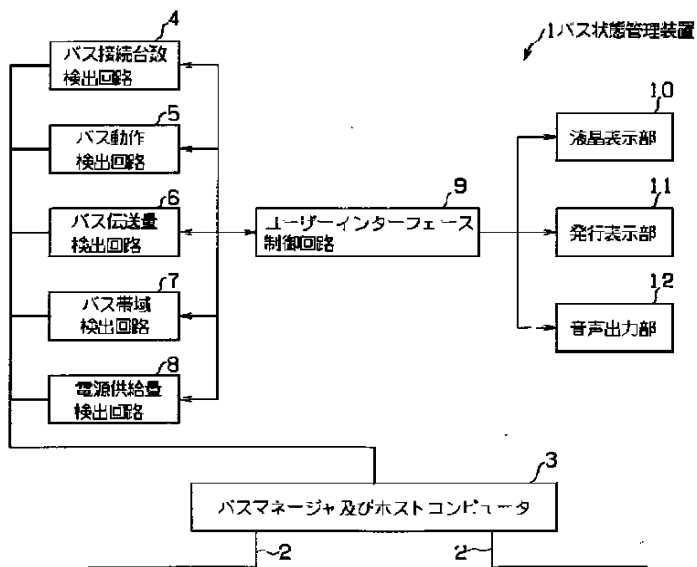 4
バス接続台数
検出回路
5
バス動作
検出回路
6
バス伝送量
検出回路
7
バス帯域
検出回路
8
電源供給量
検出回路
9
ユーザーインターフェース
制御回路
1バス状態管理装置
10
液晶表示部
11
発行表示部
12
音声出力部
3
バスマネージャ及びホストコンピュータ
2
2